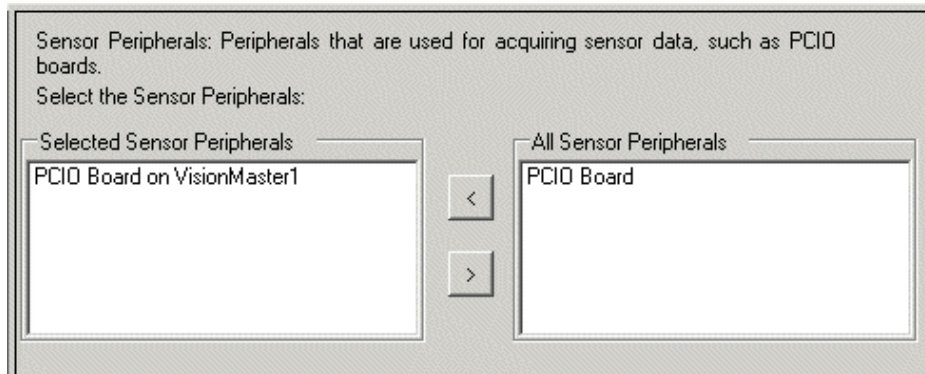 Sensor Peripherals: Peripherals that are used for acquiring sensor data, such as PCIO
boards.
Select the Sensor Peripherals:
Selected Sensor Peripherals
PCIO Board on VisionMaster1
<
>
All Sensor Peripherals
PCIO Board